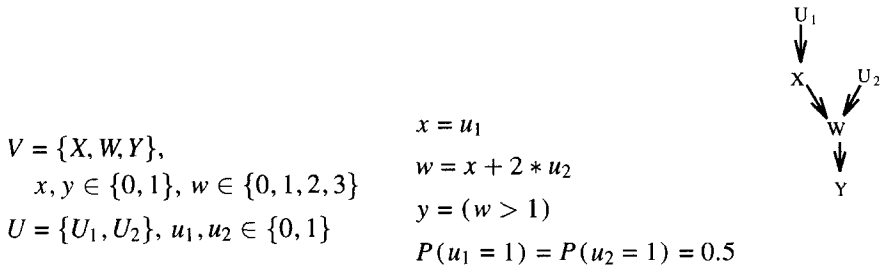 V = {X, W, Y},
x, y ∈ {0, 1}, w ∈ {0, 1, 2, 3}
U = {U₁, U₂}, u₁, u₂ ∈ {0, 1}
x = u₁
w = x + 2 * u₂
y = (w > 1)
P(u₁ = 1) = P(u₂ = 1) = 0.5
U₁
X U₂
W
Y